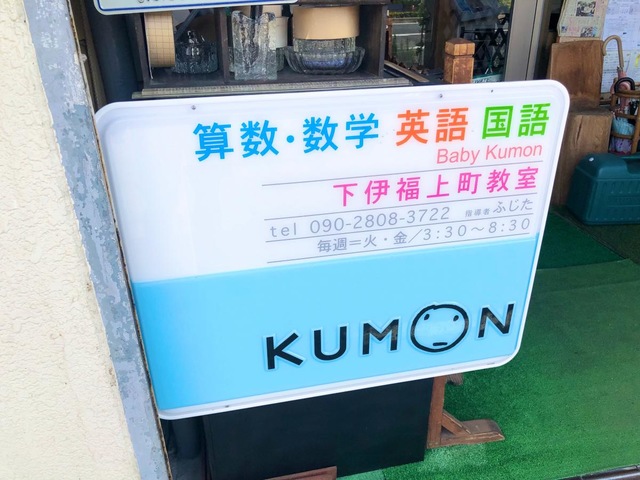 算数・数学 英語 国語
Baby Kumon
下伊福上町教室
tel 090-2808-3722 指導者 ふじた
毎週=火・金/3:30〜8:30
KUMON